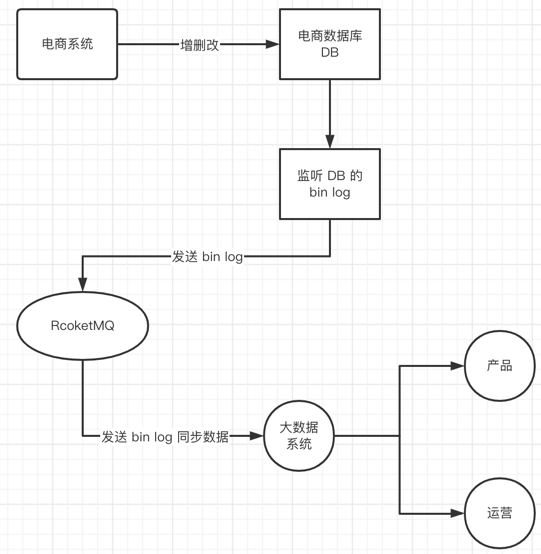 电商系统
增删改
电商数据库
DB
监听 DB 的
bin log
发送 bin log
RcoketMQ
发送 bin log 同步数据
大数据
系统
产品
运营